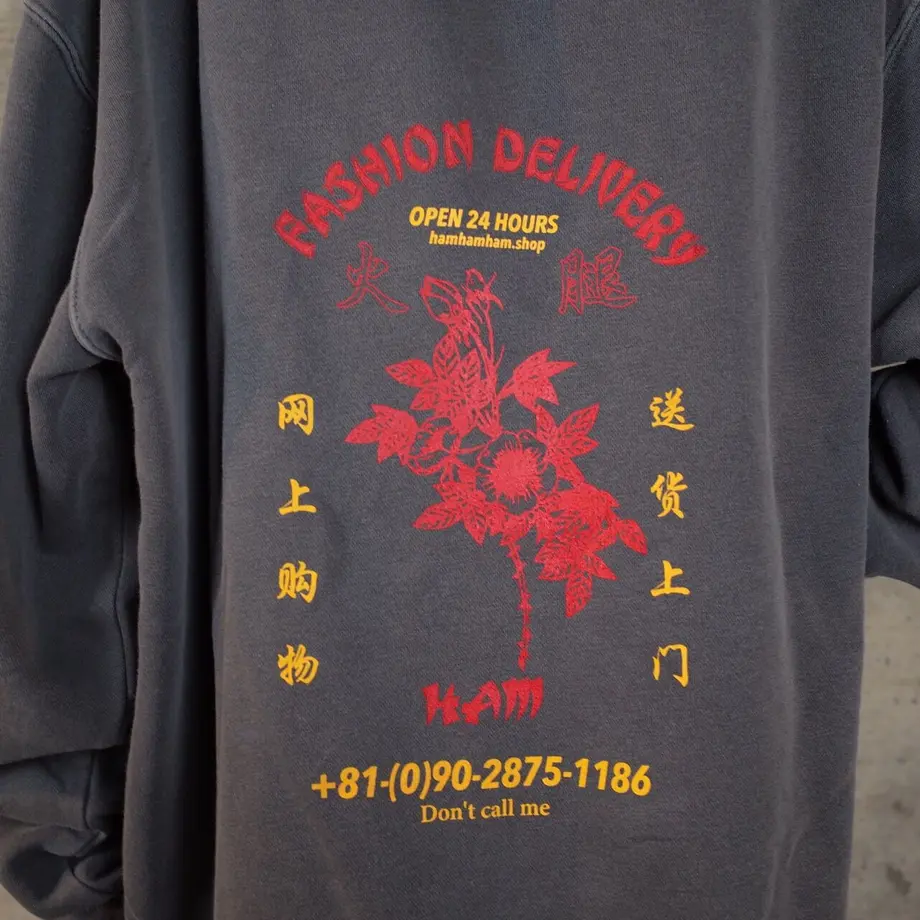 FASHION DELIVERY
OPEN 24 HOURS
hamhamham.shop
火腿
网上购物
送货上门
HAM
+81-(0)90-2875-1186
Don't call me